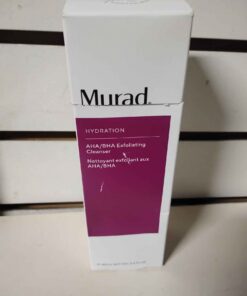 Murad.
HYDRATION
AHA/BHA Exfoliating
Cleanser
Nettoyant exfoliant aux
AHA/BHA